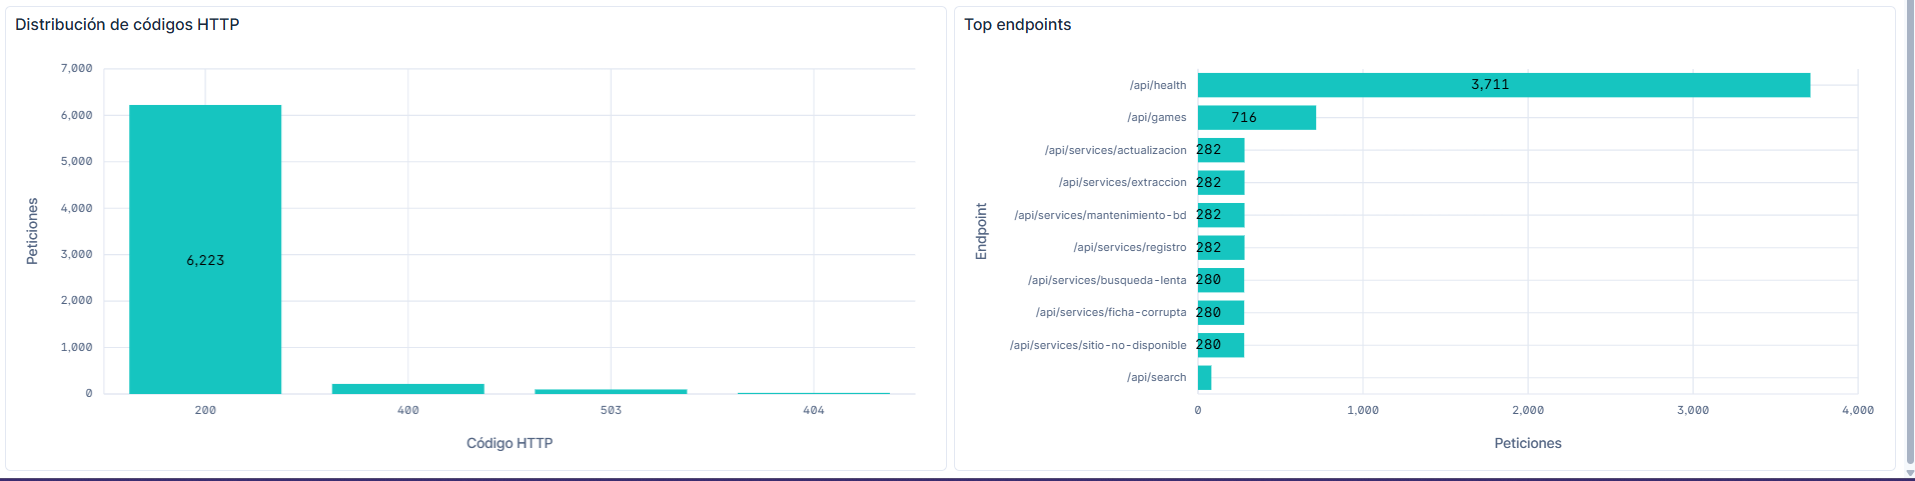 Distribución de códigos HTTP
7,000
6,000
5,000
4,000
3,000
2,000
1,000
0
Peticiones
6,223
200
400
503
404
Código HTTP
Top endpoints
Endpoint
/api/health
3,711
/api/games
716
/api/services/actualizacion
282
/api/services/extraccion
282
/api/services/mantenimiento-bd
282
/api/services/registro
282
/api/services/busqueda-lenta
280
/api/services/ficha-corrupta
280
/api/services/sitio-no-disponible
280
/api/search
0
1,000
2,000
3,000
4,000
Peticiones